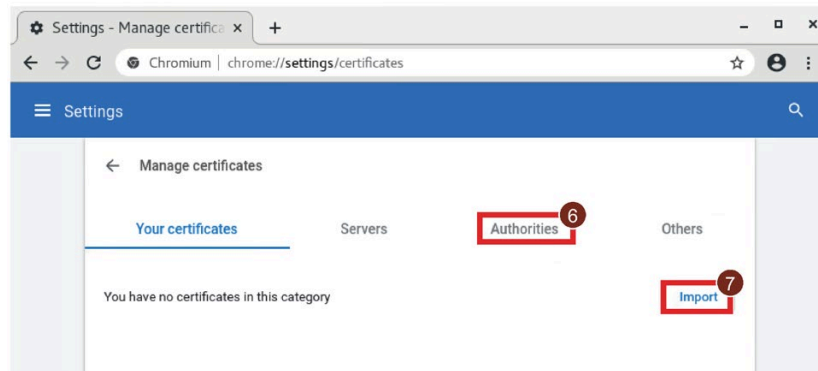 Settings - Manage certifica
Chromium | chrome://settings/certificates
Settings
Manage certificates
Your certificates Servers Authorities Others
6
You have no certificates in this category Import
7